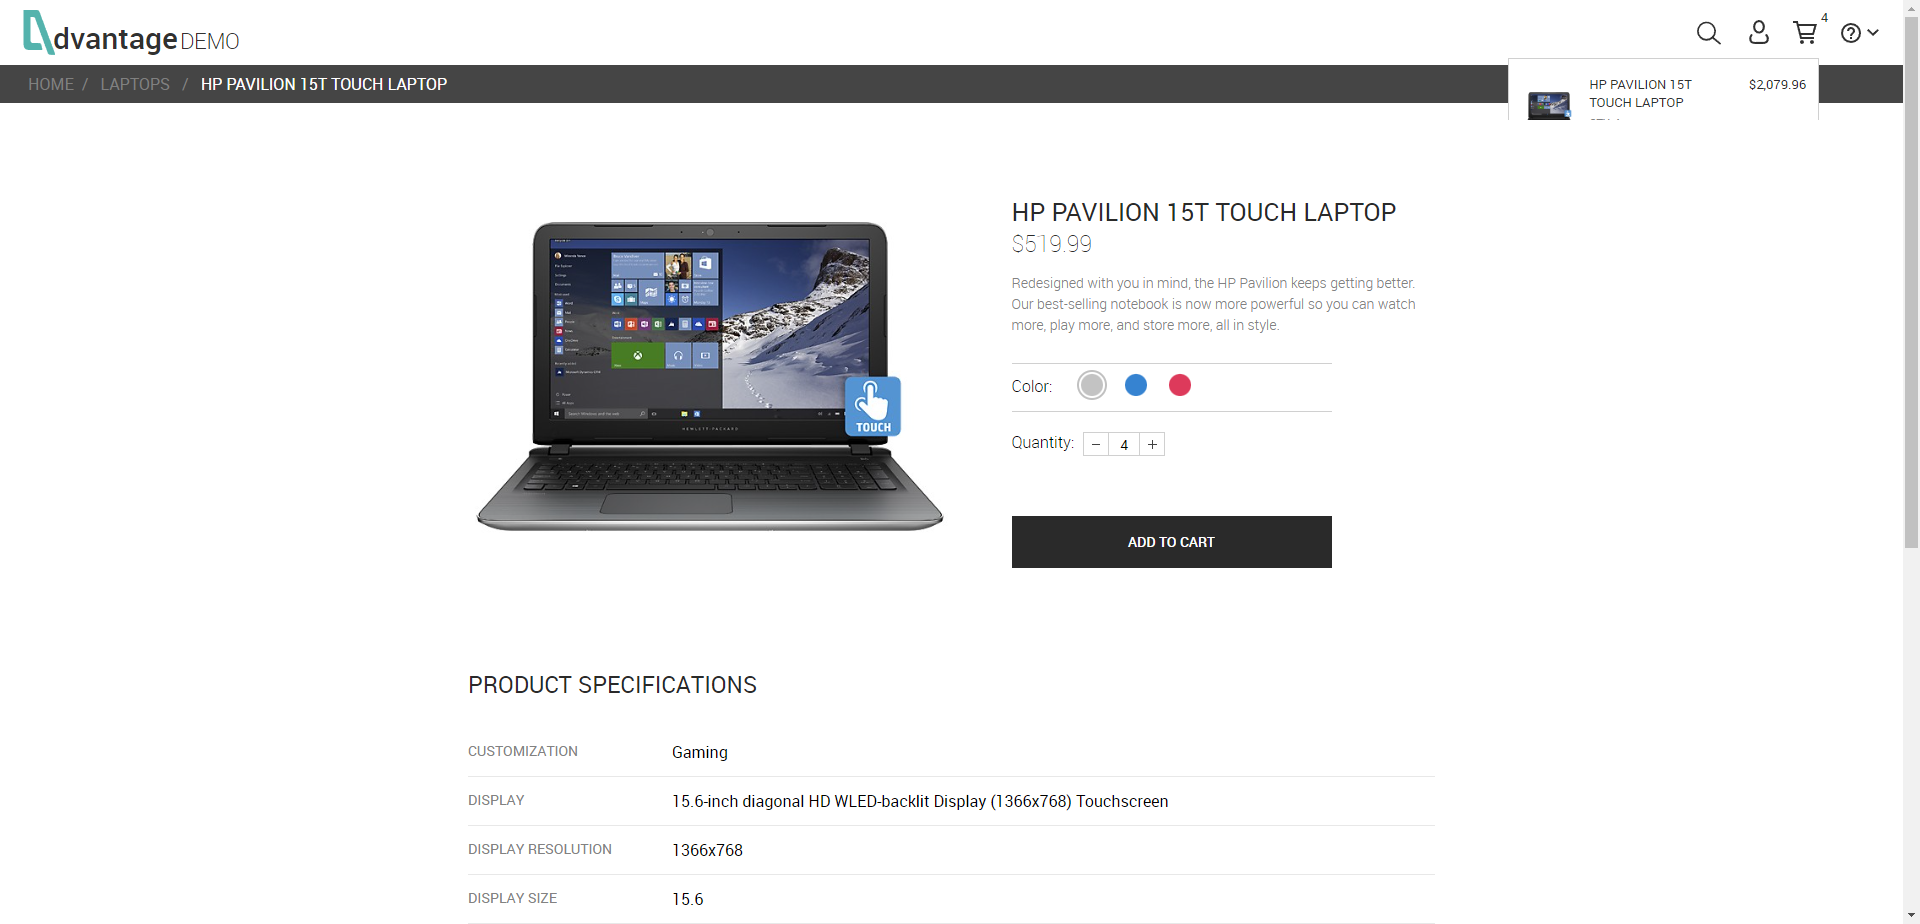 dvantage DEMO
4
HOME / LAPTOPS / HP PAVILION 15T TOUCH LAPTOP
HP PAVILION 15T $2,079.96
TOUCH LAPTOP
HP PAVILION 15T TOUCH LAPTOP
$519.99
Redesigned with you in mind, the HP Pavilion keeps getting better.
Our best-selling notebook is now more powerful so you can watch
more, play more, and store more, all in style.
Color:
Quantity: − 4 +
TOUCH
HEWLETT-PACKARD
ADD TO CART
PRODUCT SPECIFICATIONS
CUSTOMIZATION Gaming
DISPLAY 15.6-inch diagonal HD WLED-backlit Display (1366x768) Touchscreen
DISPLAY RESOLUTION 1366x768
DISPLAY SIZE 15.6